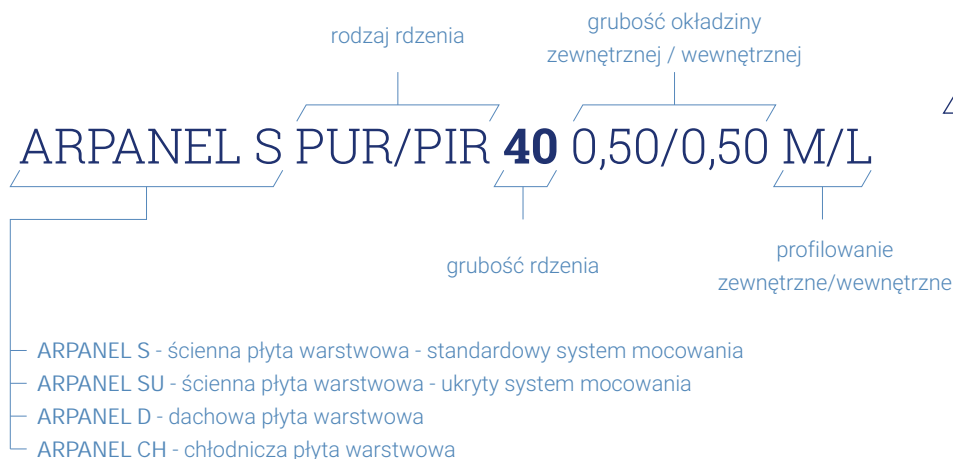 rodzaj rdzenia
grubość okładziny
zewnętrznej / wewnętrznej
ARPANEL S PUR/PIR 40 0,50/0,50 M/L
grubość rdzenia
profilowanie
zewnętrzne/wewnętrzne
ARPANEL S - ścienna płyta warstwowa - standardowy system mocowania
ARPANEL SU - ścienna płyta warstwowa - ukryty system mocowania
ARPANEL D - dachowa płyta warstwowa
ARPANEL CH - chłodnicza płyta warstwowa